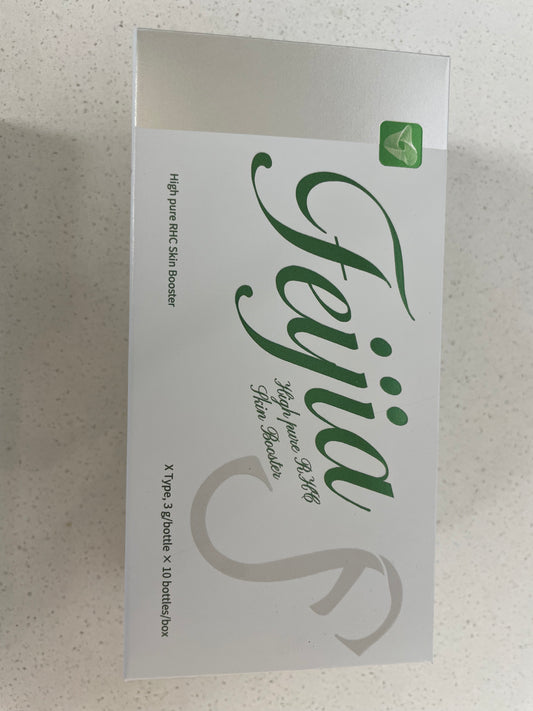 Feijia
High pure RHC
Skin Booster
High pure RHC Skin Booster
X Type, 3 g/bottle × 10 bottles/box